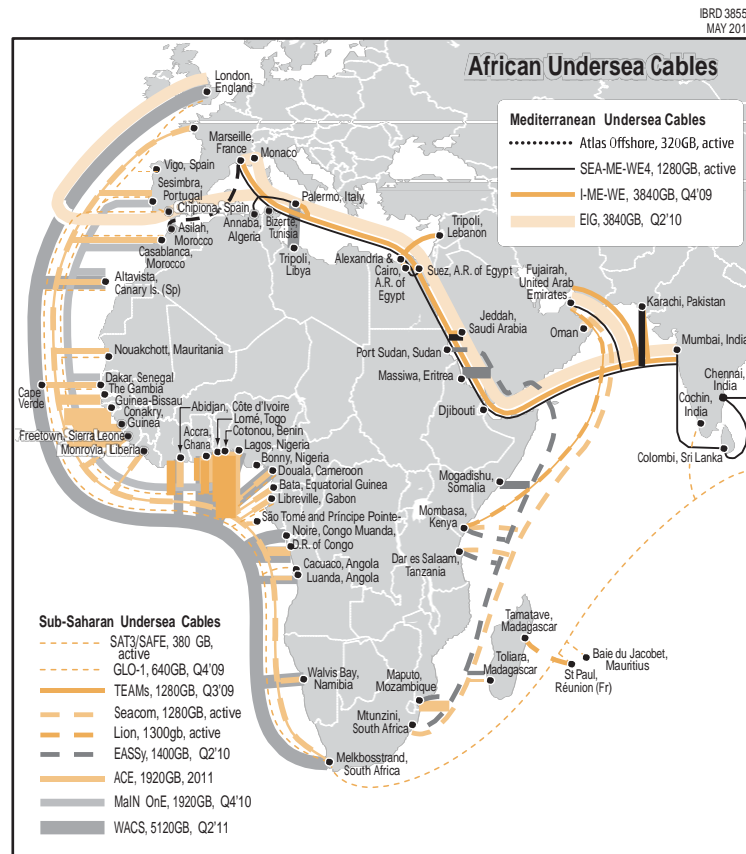 IBRD 3855
MAY 201
African Undersea Cables
Mediterranean Undersea Cables
Atlas Offshore, 320GB, active
SEA-ME-WE4, 1280GB, active
I-ME-WE, 3840GB, Q4'09
EIG, 3840GB, Q2'10
London,
England
Marseille,
France
Monaco
Vigo, Spain
Sesimbra,
Portugal
Chipiona, Spain
Palermo, Italy
Asilah,
Morocco
Annaba,
Algeria
Bizerte,
Tunisia
Casablanca,
Morocco
Tripoli,
Libya
Tripoli,
Lebanon
Alexandria &
Cairo,
A.R. of
Egypt
Suez, A.R. of Egypt
Altavista,
Canary Is. (Sp)
Fujairah,
United Arab
Emirates
Karachi, Pakistan
Jeddah,
Saudi Arabia
Oman
Mumbai, India
Nouakchott, Mauritania
Port Sudan, Sudan
Massiwa, Eritrea
Chennai,
India
Cape
Verde
Dakar, Senegal
The Gambia
Guinea-Bissau
Conakry,
Guinea
Freetown, Sierra Leone
Monrovia, Liberia
Abidjan, Côte d'Ivoire
Accra,
Ghana
Lomé, Togo
Cotonou, Benin
Lagos, Nigeria
Bonny, Nigeria
Douala, Cameroon
Bata, Equatorial Guinea
Libreville, Gabon
Djibouti
Cochin,
India
Colombi, Sri Lanka
Mogadishu,
Somalia
São Tomé and Príncipe Pointe-
Noire, Congo Muanda,
D.R. of Congo
Mombasa,
Kenya
Cacuaco, Angola
Luanda, Angola
Dar es Salaam,
Tanzania
Tamatave,
Madagascar
Toliara,
Madagascar
Baie du Jacobet,
Mauritius
St Paul,
Réunion (Fr)
Walvis Bay,
Namibia
Maputo,
Mozambique
Mtunzini,
South Africa
Melkbosstrand,
South Africa
Sub-Saharan Undersea Cables
SAT3/SAFE, 380 GB,
active
GLO-1, 640GB, Q4'09
TEAMs, 1280GB, Q3'09
Seacom, 1280GB, active
Lion, 1300gb, active
EASSy, 1400GB, Q2'10
ACE, 1920GB, 2011
MaIN OnE, 1920GB, Q4'10
WACS, 5120GB, Q2'11